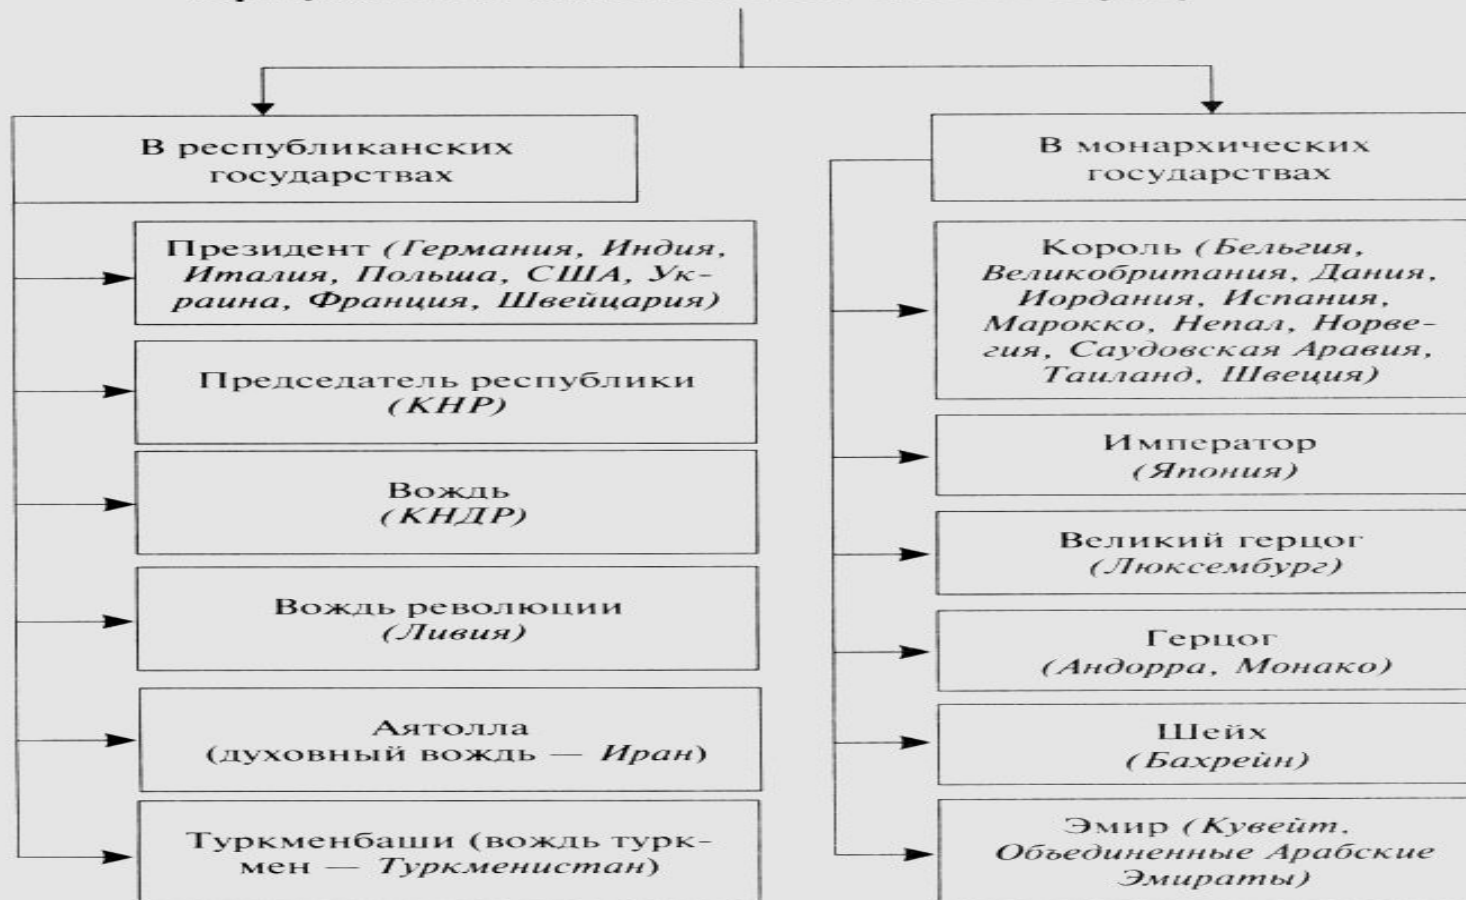 В республиканских
государствах
Президент (Германия, Индия,
Италия, Польша, США, Ук-
раина, Франция, Швейцария)
Председатель республики
(КНР)
Вождь
(КНДР)
Вождь революции
(Ливия)
Аятолла
(духовный вождь — Иран)
Туркменбаши (вождь турк-
мен — Туркменистан)
В монархических
государствах
Король (Бельгия,
Великобритания, Дания,
Иордания, Испания,
Марокко, Непал, Норве-
гия, Саудовская Аравия,
Таиланд, Швеция)
Император
(Япония)
Великий герцог
(Люксембург)
Герцог
(Андорра, Монако)
Шейх
(Бахрейн)
Эмир (Кувейт,
Объединенные Арабские
Эмираты)